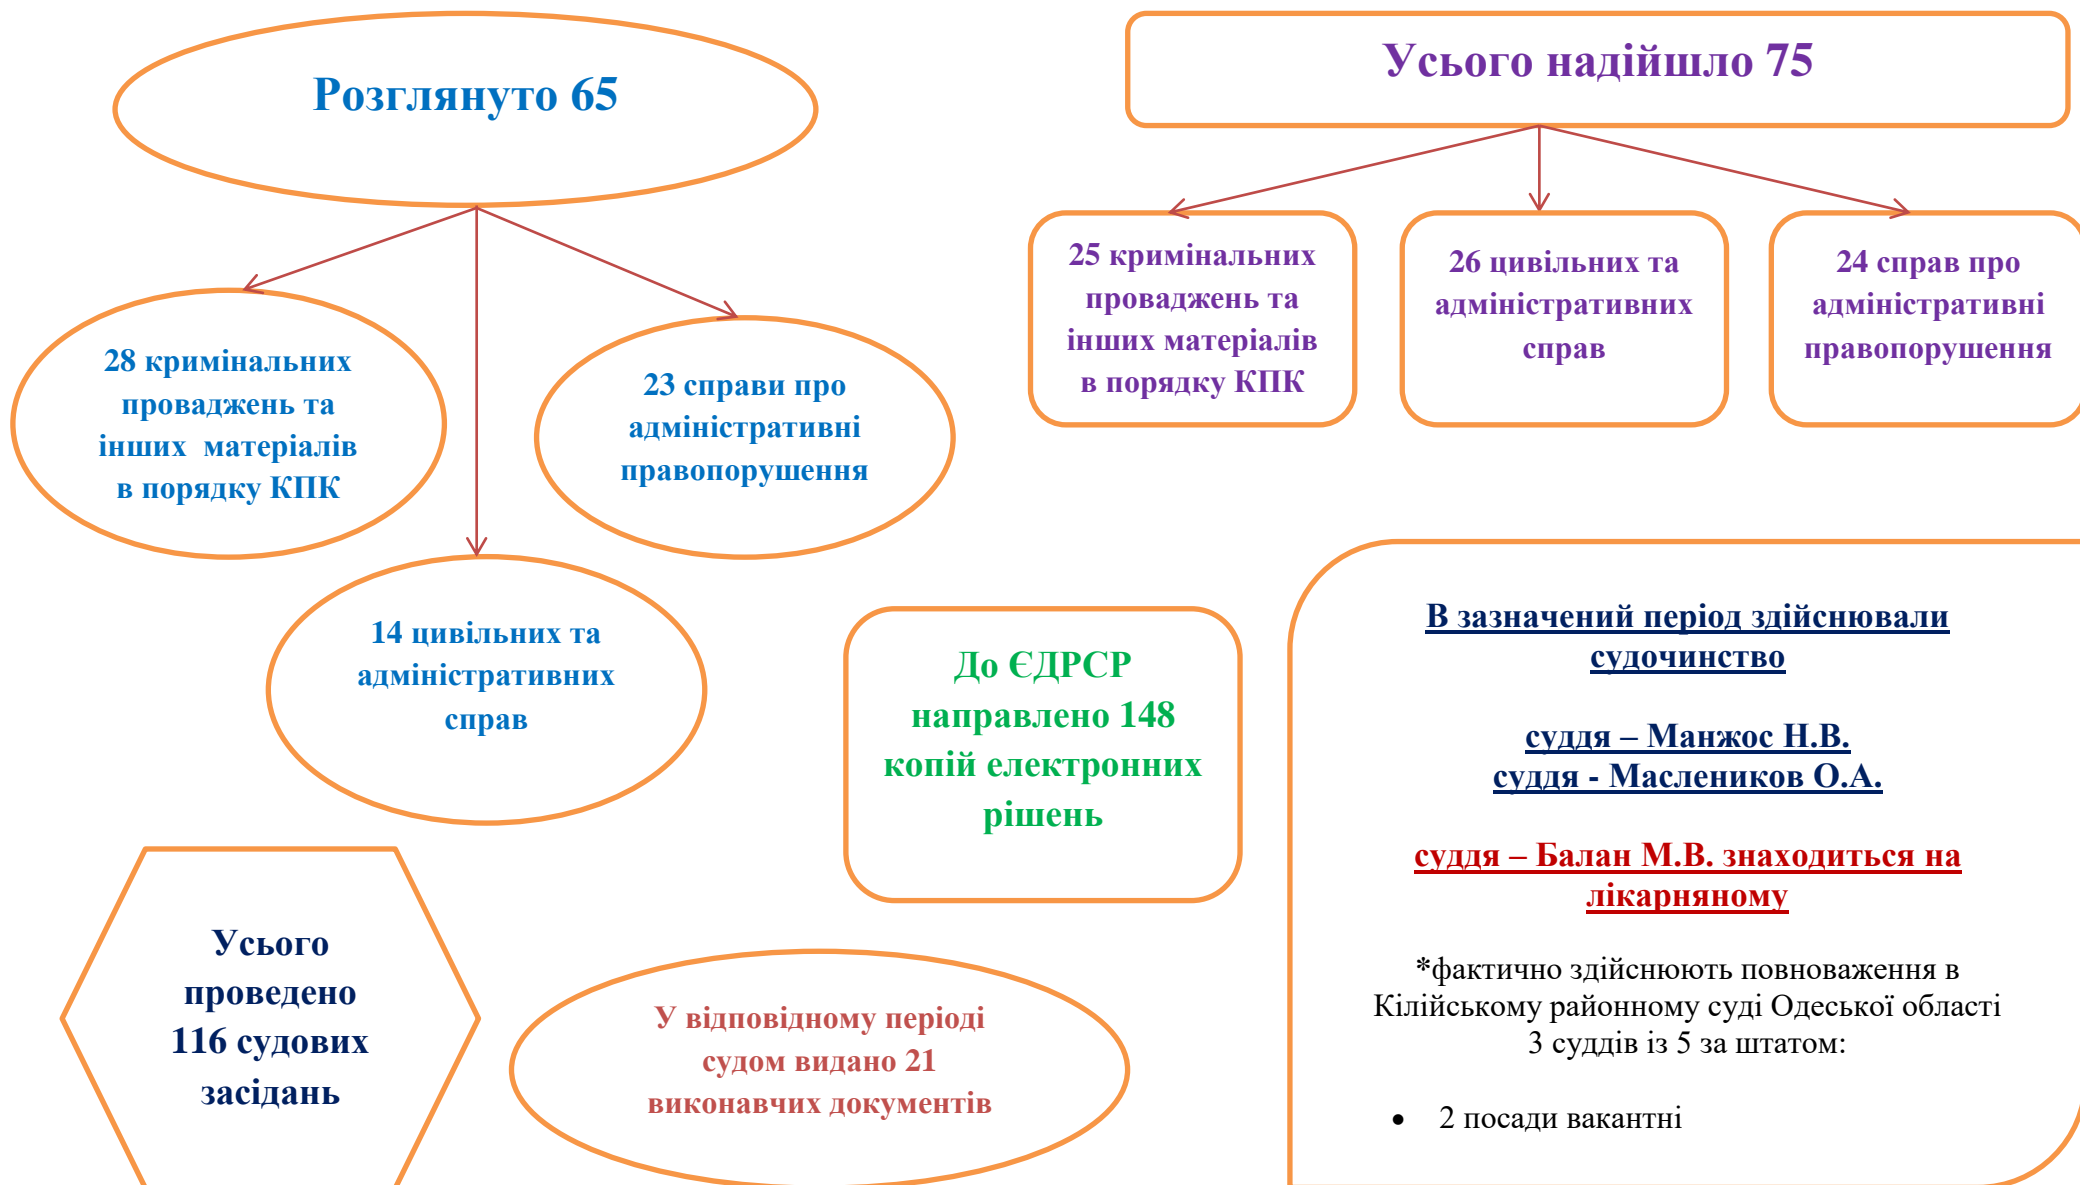 Розглянуто 65
Усього надійшло 75
28 кримінальних
проваджень та
інших  матеріалів
в порядку КПК
23 справи про
адміністративні
правопорушення
14 цивільних та
адміністративних
справ
25 кримінальних
проваджень та
інших матеріалів
в порядку КПК
26 цивільних та
адміністративних
справ
24 справ про
адміністративні
правопорушення
До ЄДРСР
направлено 148
копій електронних
рішень
Усього
проведено
116 судових
засідань
У відповідному періоді
судом видано 21
виконавчих документів
В зазначений період здійснювали
судочинство
суддя – Манжос Н.В.
суддя - Маслеников О.А.
суддя – Балан М.В. знаходиться на
лікарняному
*фактично здійснюють повноваження в
Кілійському районному суді Одеської області
3 суддів із 5 за штатом:
• 2 посади вакантні